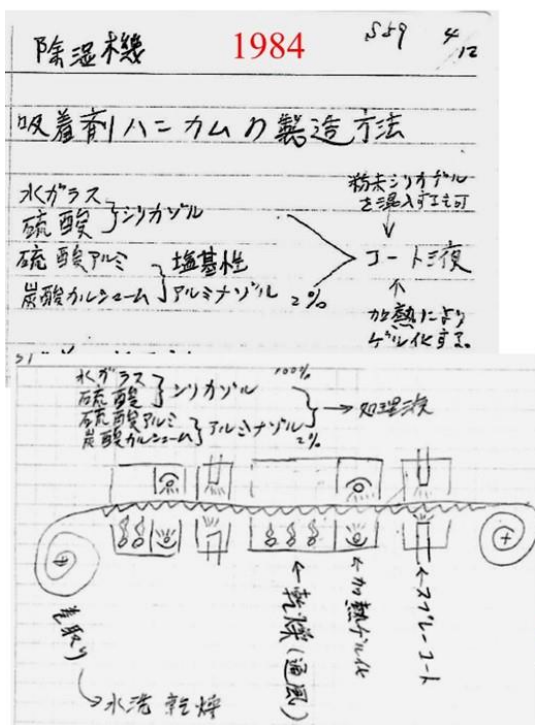 除湿機 1984 S59 4/12
吸着剤ハニカムの製造方法
粉末シリカゲル
を混入するも可
水ガラス
硫酸 } シリカゾル
コート液
硫酸アルミ
炭酸カルシューム } 塩基性アルミナゾル 2%
加熱により
ゲル化する。
水ガラス
硫酸 } シリカゾル 100%
硫酸アルミ
炭酸カルシューム } アルミナゾル 2%
→処理液
←スプレーコート
←加熱ゲル化
←乾燥(通風)
巻取り
→水洗 乾燥